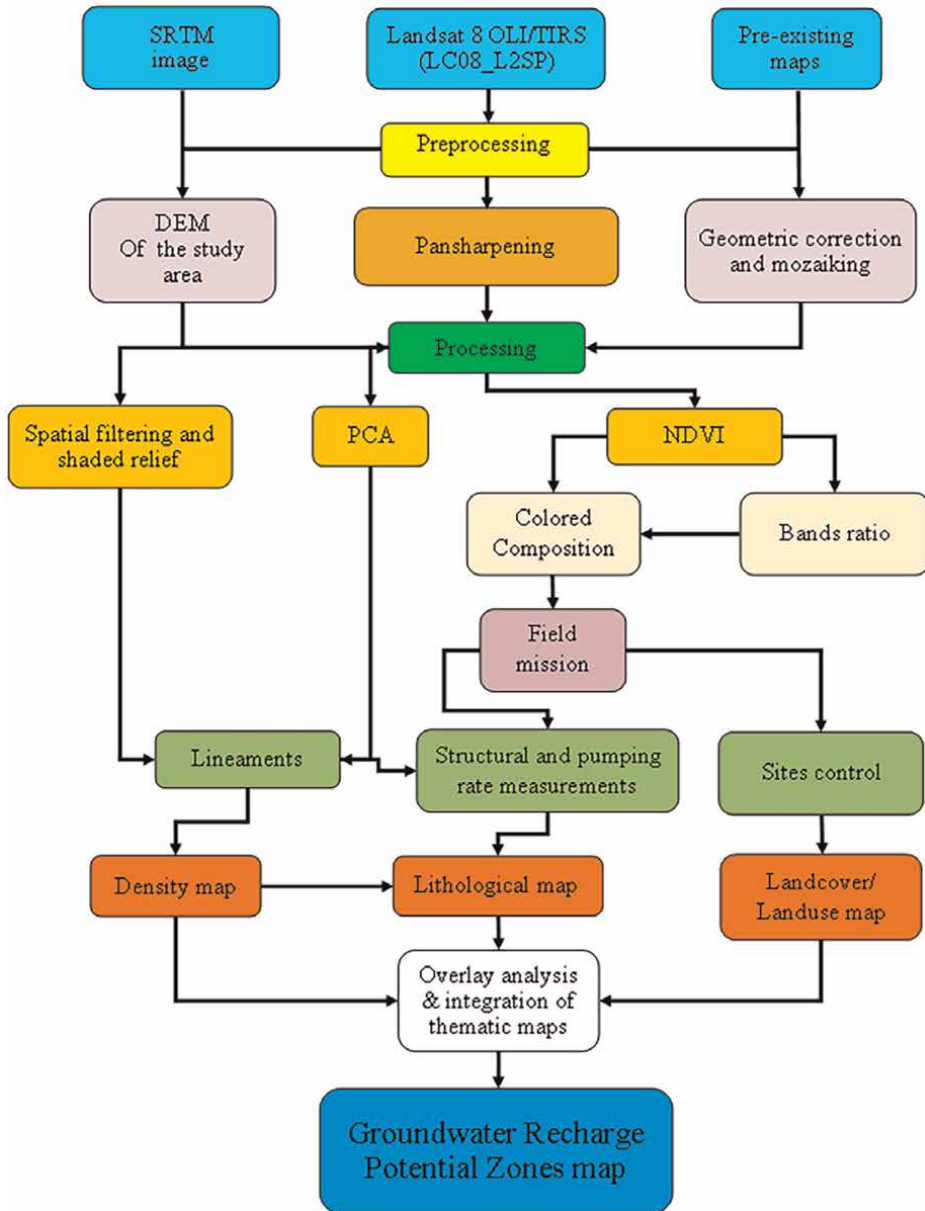 SRTM
image
Landsat 8 OLI/TIRS
(LC08_L2SP)
Pre-existing
maps
Preprocessing
DEM
Of the study
area
Pansharpening
Geometric correction
and mozaiking
Processing
Spatial filtering and
shaded relief
PCA
NDVI
Colored
Composition
Bands ratio
Field
mission
Lineaments
Structural and pumping
rate measurements
Sites control
Density map
Lithological map
Landcover/
Landuse map
Overlay analysis
& integration of
thematic maps
Groundwater Recharge
Potential Zones map